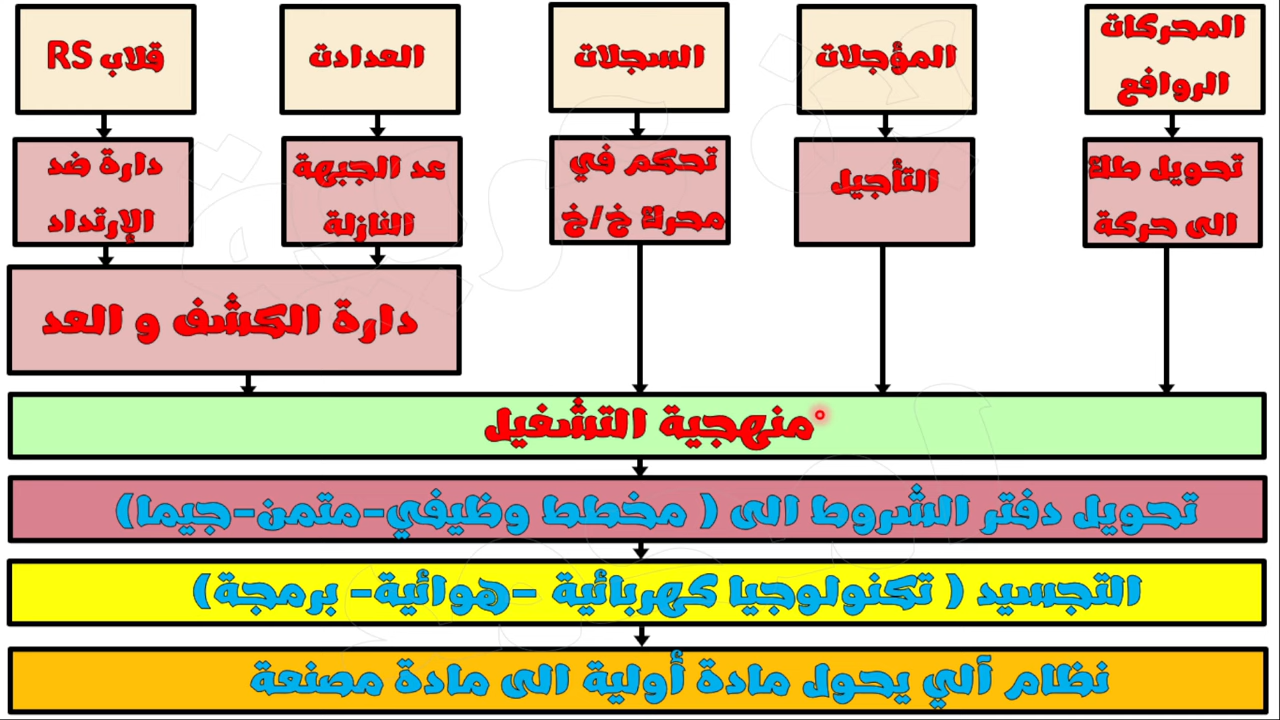 المحركات
الروافع
المؤجلات
السجلات
العدادت
قلاب RS
تحويل طاك
الى حركة
التأجيل
تحكم في
محرك خ/خ
عد الجبهة
النازلة
دارة ضد
الإرتداد
دارة الكشف و العد
منهجية التشغيل
تحويل دفتر الشروط الى ( مخطط وظيفي-متمن-جيما)
التجسيد ( تكنولوجيا كهربائية -هوائية- برمجة)
نظام آلي يحول مادة أولية الى مادة مصنعة